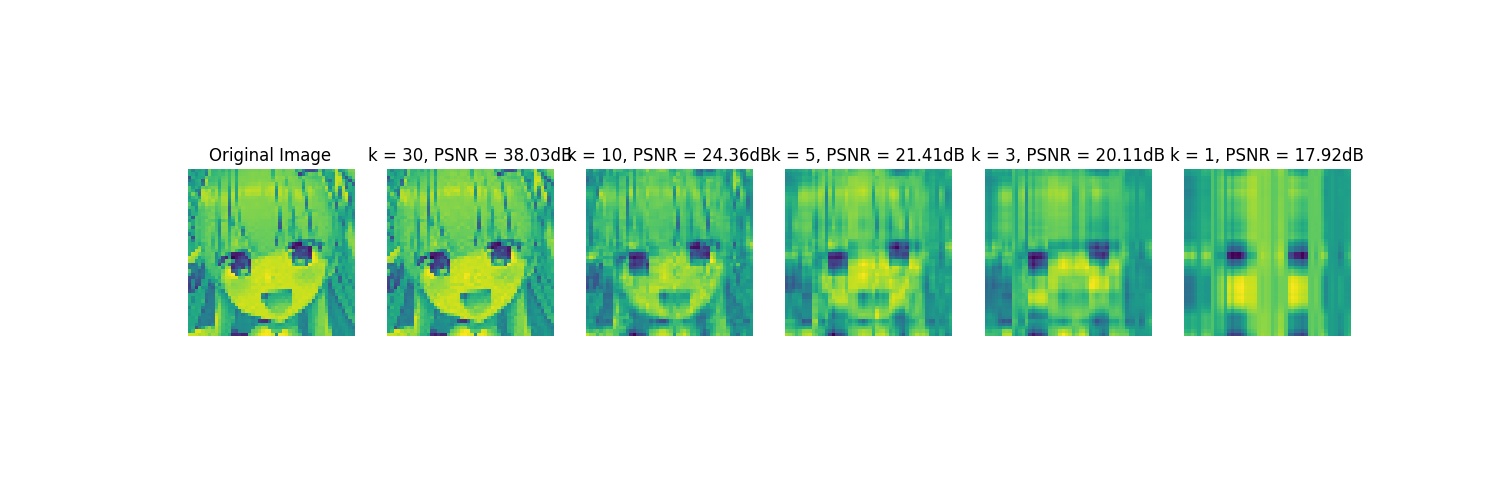 Original Image
k = 30, PSNR = 38.03dB
k = 10, PSNR = 24.36dB
k = 5, PSNR = 21.41dB
k = 3, PSNR = 20.11dB
k = 1, PSNR = 17.92dB